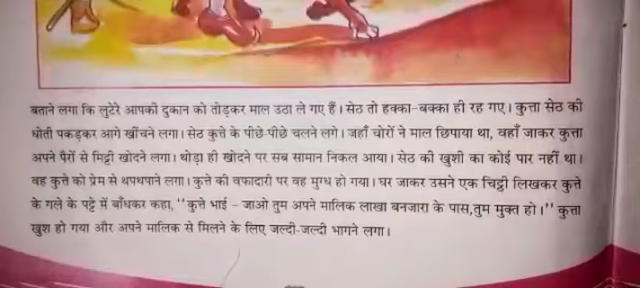 बताने लगा कि लुटेरे आपकी दुकान को तोड़कर माल उठा ले गए हैं। सेठ तो हक्का-बक्का ही रह गए। कुत्ता सेठ की
धोती पकड़कर आगे खींचने लगा। सेठ कुत्ते के पीछे-पीछे चलने लगे। जहाँ चोरों ने माल छिपाया था, वहाँ जाकर कुत्ता
अपने पैरों से मिट्टी खोदने लगा। थोड़ा ही खोदने पर सब सामान निकल आया। सेठ की खुशी का कोई पार नहीं था।
वह कुत्ते को प्रेम से थपथपाने लगा। कुत्ते की वफादारी पर वह मुग्ध हो गया। घर जाकर उसने एक चिट्ठी लिखकर कुत्ते
के गले के पट्टे में बाँधकर कहा, ''कुत्ते भाई - जाओ तुम अपने मालिक लाखा बनजारा के पास,तुम मुक्त हो।'' कुत्ता
खुश हो गया और अपने मालिक से मिलने के लिए जल्दी-जल्दी भागने लगा।